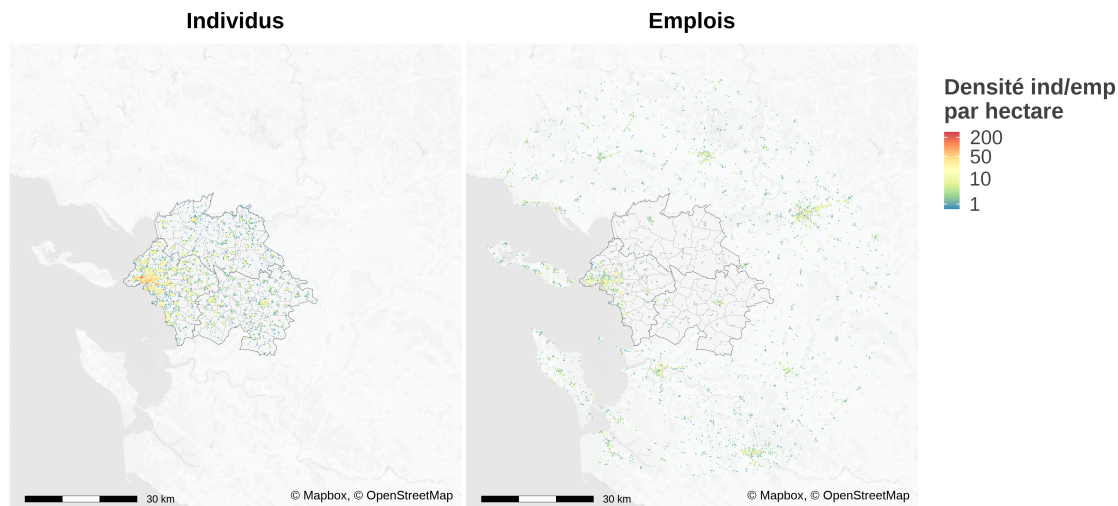 Individus
Emplois
Densité ind/emp
par hectare
200
50
10
1
30 km
© Mapbox, © OpenStreetMap
30 km
© Mapbox, © OpenStreetMap